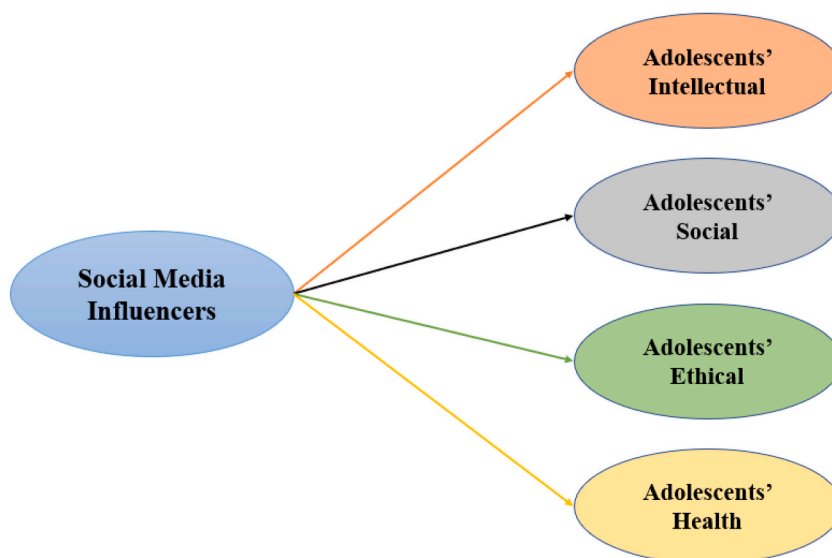 Adolescents’
Intellectual
Adolescents’
Social
Social Media
Influencers
Adolescents’
Ethical
Adolescents’
Health